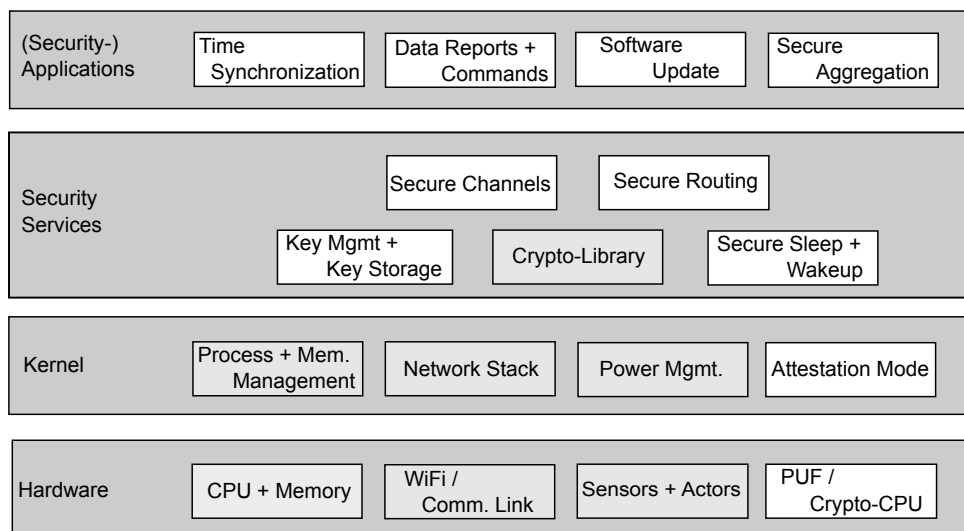 (Security-)
Applications
Time
Synchronization
Data Reports +
Commands
Software
Update
Secure
Aggregation
Security
Services
Secure Channels
Secure Routing
Key Mgmt +
Key Storage
Crypto-Library
Secure Sleep +
Wakeup
Kernel
Process + Mem.
Management
Network Stack
Power Mgmt.
Attestation Mode
Hardware
CPU + Memory
WiFi /
Comm. Link
Sensors + Actors
PUF /
Crypto-CPU